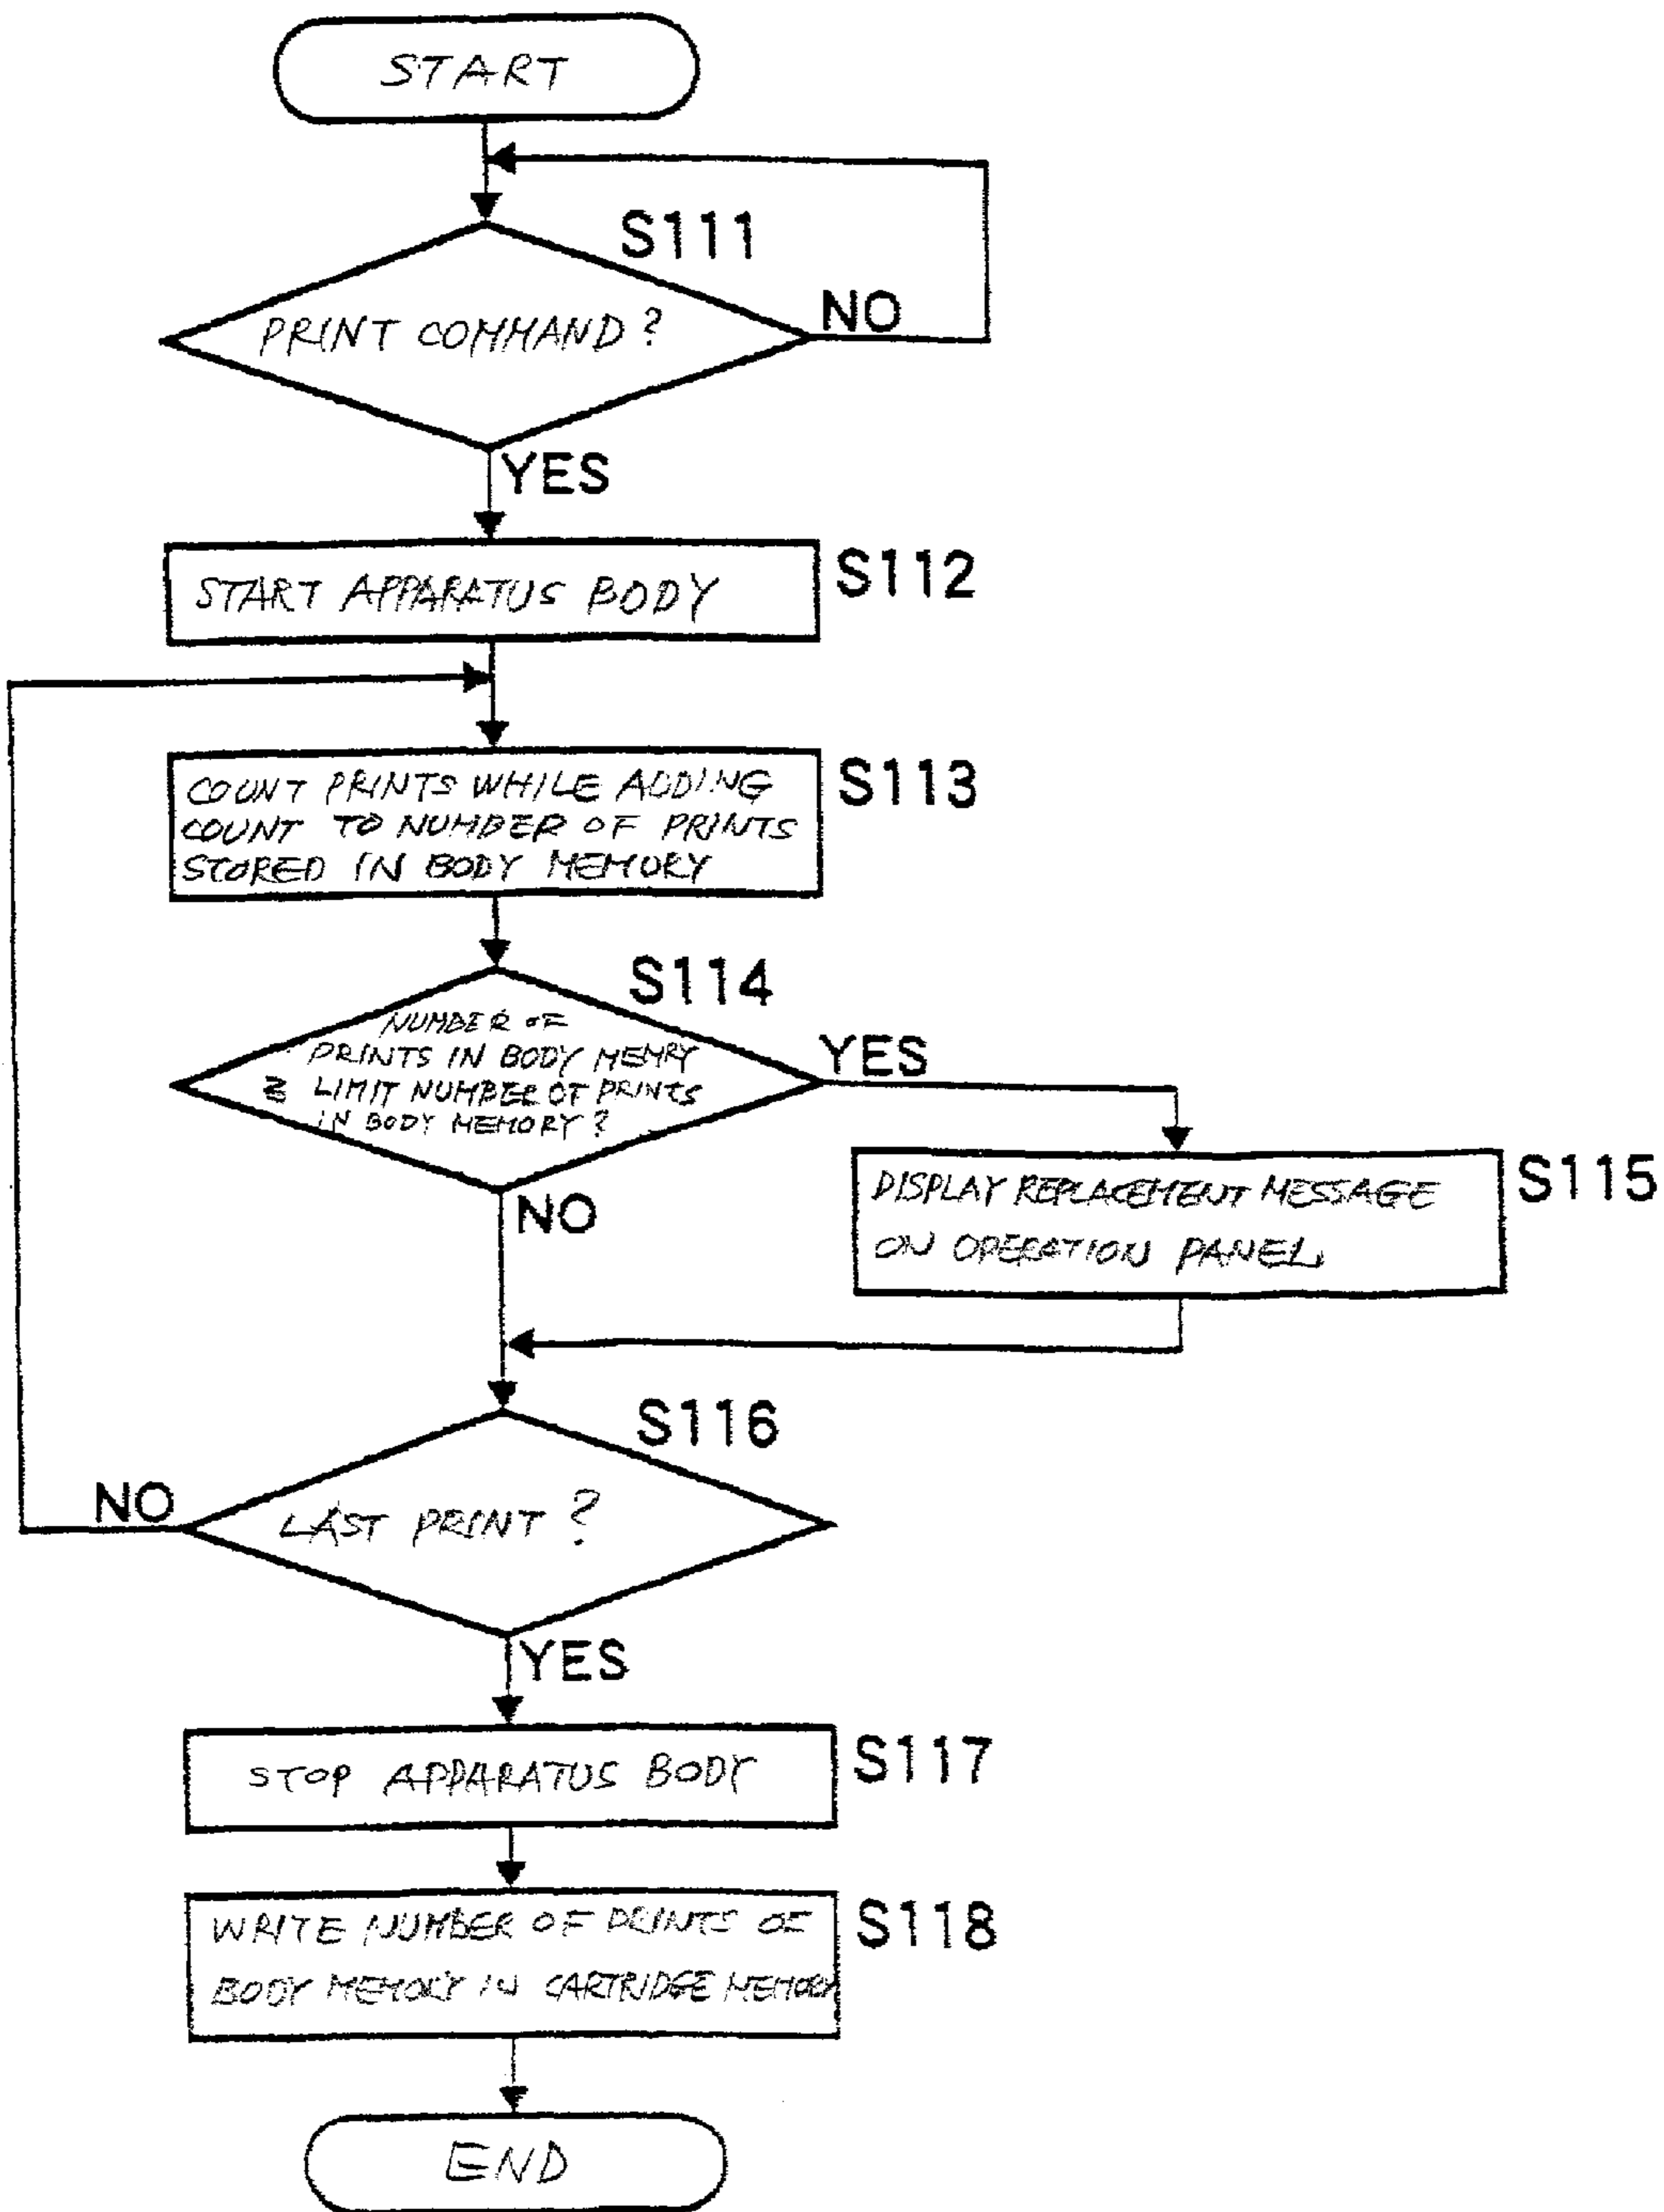 START
S111
PRINT COMMAND ?
NO
YES
START APPARATUS BODY
S112
COUNT PRINTS WHILE ADDING
COUNT TO NUMBER OF PRINTS
STORED IN BODY MEMORY
S113
S114
NUMBER OF
PRINTS IN BODY MEMRY
≧ LIMIT NUMBER OF PRINTS
IN BODY MEMORY ?
YES
NO
DISPLAY REPLACEMENT MESSAGE
ON OPERATION PANEL
S115
S116
LAST PRINT ?
NO
YES
STOP APPARATUS BODY
S117
WRITE NUMBER OF PRINTS OF
BODY MEMORY IN CARTRIDGE MEMORY
S118
END